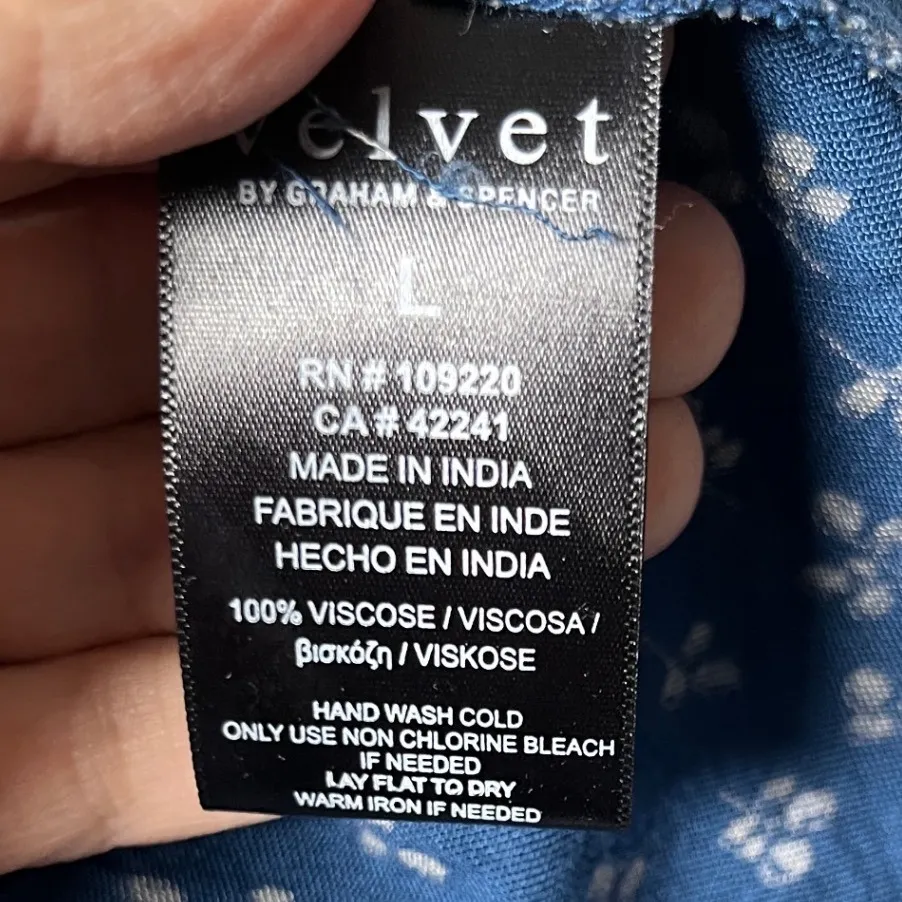 velvet
BY GRAHAM & SPENCER
L
RN # 109220
CA # 42241
MADE IN INDIA
FABRIQUE EN INDE
HECHO EN INDIA
100% VISCOSE / VISCOSA /
βισκόζη / VISKOSE
HAND WASH COLD
ONLY USE NON CHLORINE BLEACH
IF NEEDED
LAY FLAT TO DRY
WARM IRON IF NEEDED